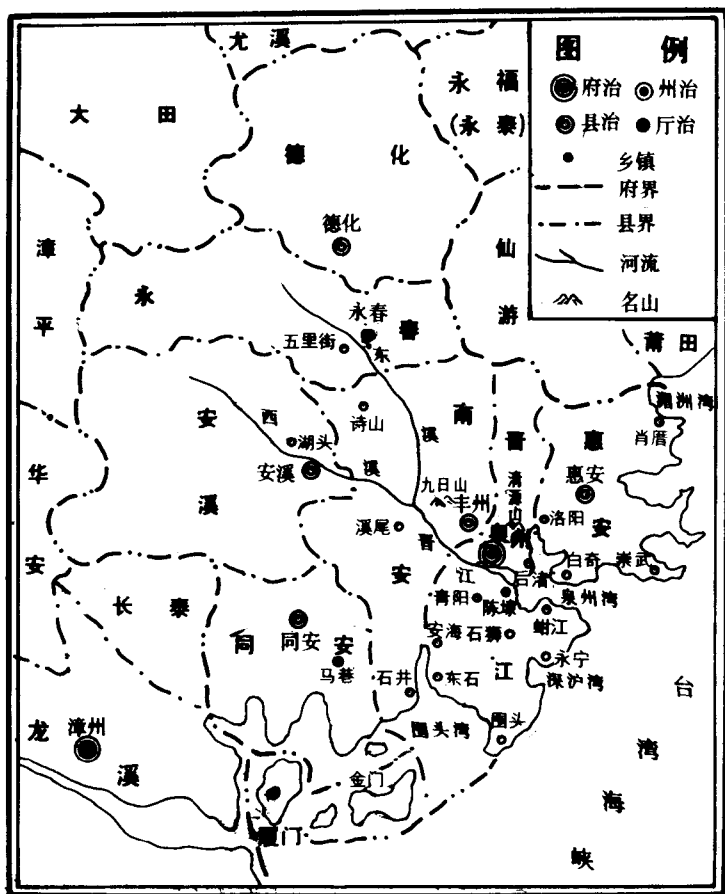 图 例
府治 州治
县治 厅治
乡镇
府界
县界
河流
名山
尤溪
大田
永福
(永泰)
德化
德化
漳平
仙游
永春
永春
五里街
东溪
莆田
湄洲湾
肖厝
诗山
南安
晋江
惠安
惠安
安溪
西溪
湖头
安溪
九日山
丰州
清源山
洛阳
华安
溪尾
晋江
泉州
后渚
白奇
崇武
泉州湾
长泰
青阳
陈埭
蚶江
同安
同安
马巷
安海
石狮
永宁
深沪湾
石井
东石
围头湾
围头
龙溪
漳州
金门
厦门
台湾海峡